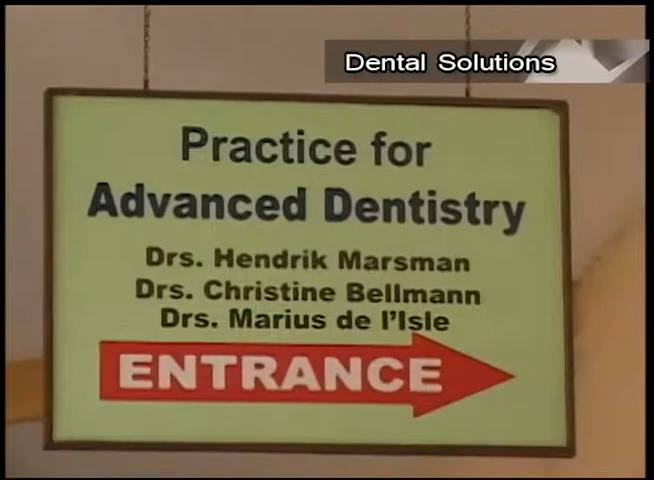 Dental Solutions
Practice for
Advanced Dentistry
Drs. Hendrik Marsman
Drs. Christine Bellmann
Drs. Marius de l'Isle
ENTRANCE